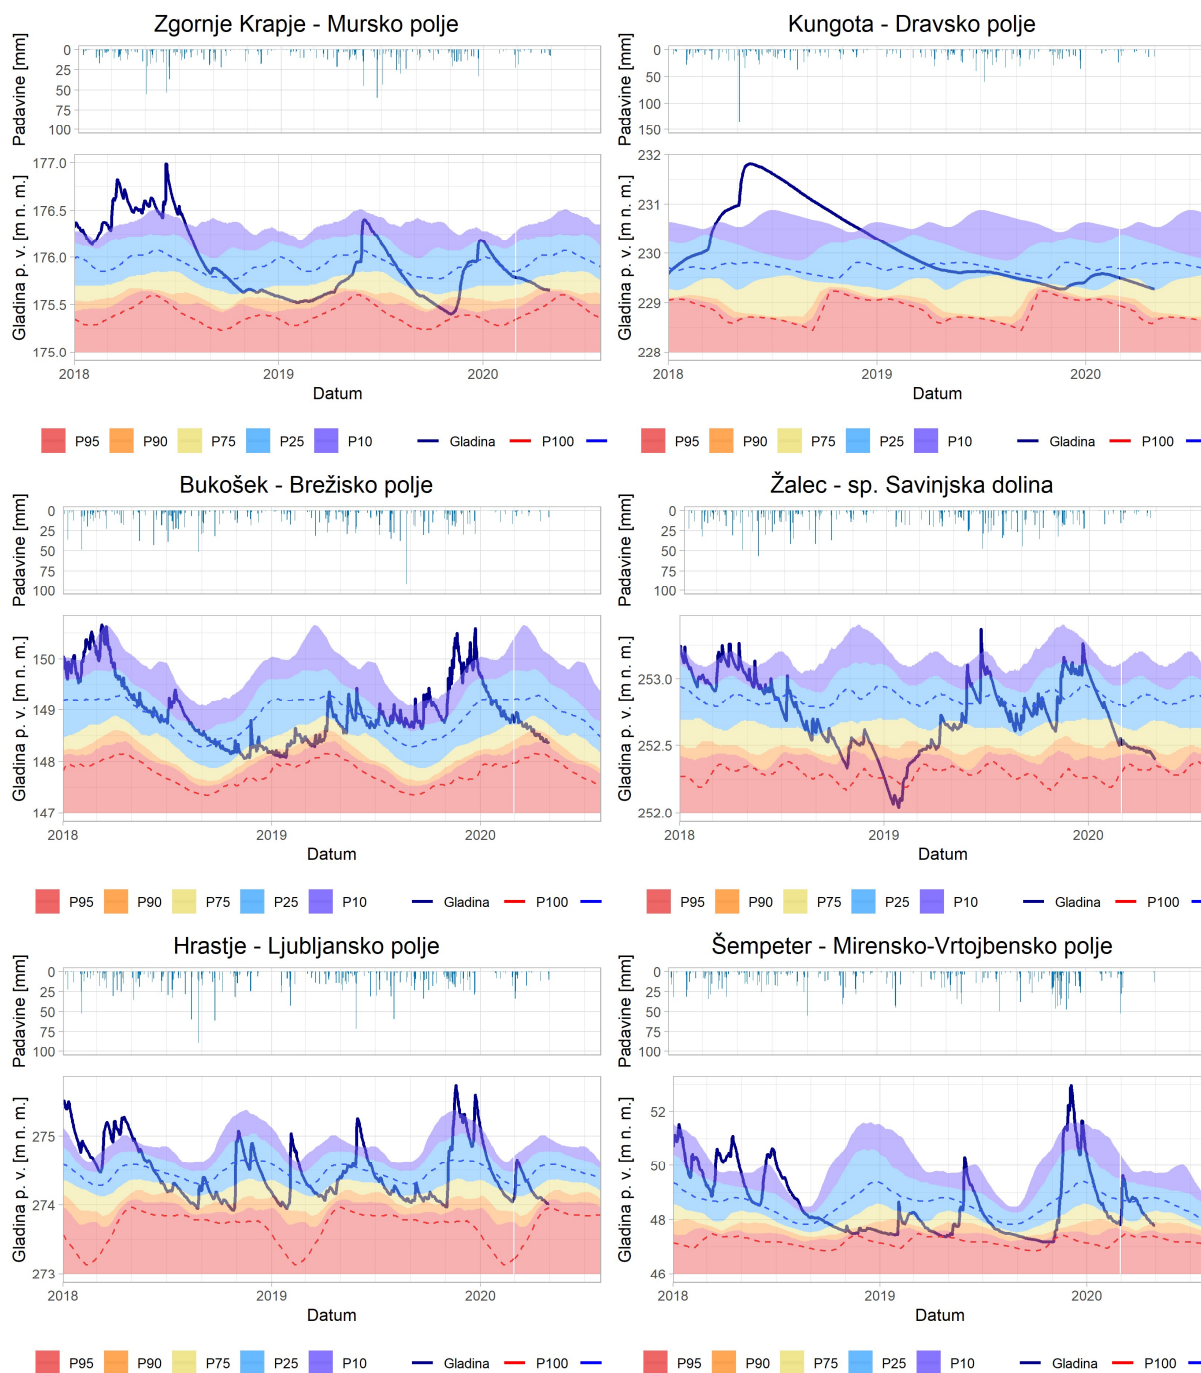 Zgornje Krapje - Mursko polje
Padavine [mm]
0
25
50
75
100
Gladina p. v. [m n. m.]
177.0
176.5
176.0
175.5
175.0
2018
2019
2020
Datum
P95 P90 P75 P25 P10 Gladina P100
Kungota - Dravsko polje
Padavine [mm]
0
50
100
150
Gladina p. v. [m n. m.]
232
231
230
229
228
2018
2019
2020
Datum
P95 P90 P75 P25 P10 Gladina P100
Bukošek - Brežisko polje
Padavine [mm]
0
25
50
75
100
Gladina p. v. [m n. m.]
150
149
148
147
2018
2019
2020
Datum
P95 P90 P75 P25 P10 Gladina P100
Žalec - sp. Savinjska dolina
Padavine [mm]
0
25
50
75
100
Gladina p. v. [m n. m.]
253.0
252.5
252.0
2018
2019
2020
Datum
P95 P90 P75 P25 P10 Gladina P100
Hrastje - Ljubljansko polje
Padavine [mm]
0
25
50
75
100
Gladina p. v. [m n. m.]
275
274
273
2018
2019
2020
Datum
P95 P90 P75 P25 P10 Gladina P100
Šempeter - Mirensko-Vrtojbensko polje
Padavine [mm]
0
25
50
75
100
Gladina p. v. [m n. m.]
52
50
48
46
2018
2019
2020
Datum
P95 P90 P75 P25 P10 Gladina P100